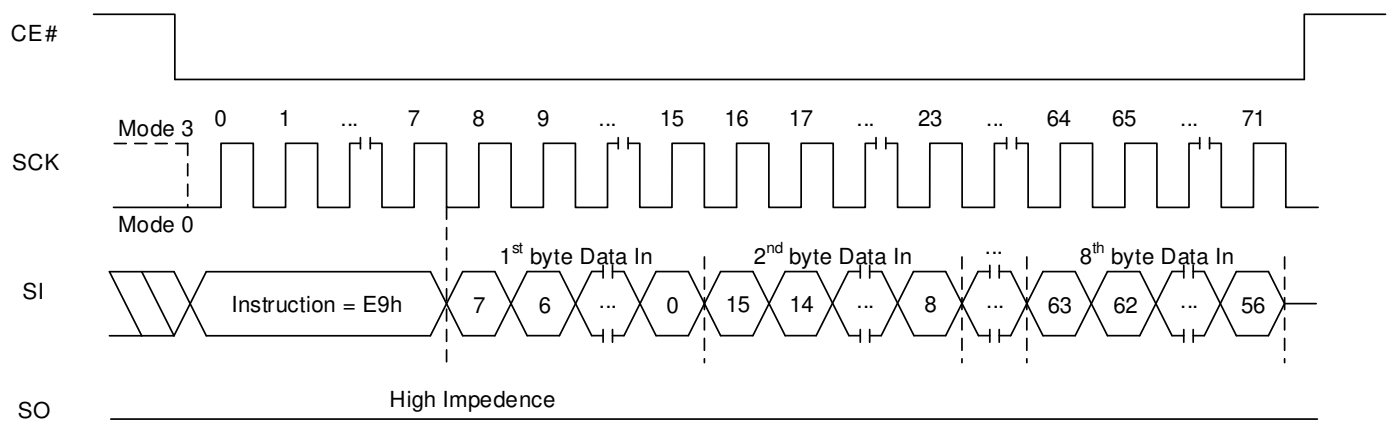 CE#
Mode 3 0 1 ... 7 8 9 ... 15 16 17 ... 23 ... 64 65 ... 71
SCK
Mode 0
1st byte Data In 2nd byte Data In ... 8th byte Data In
SI Instruction = E9h 7 6 ... 0 15 14 ... 8 ... 63 62 ... 56
High Impedence
SO